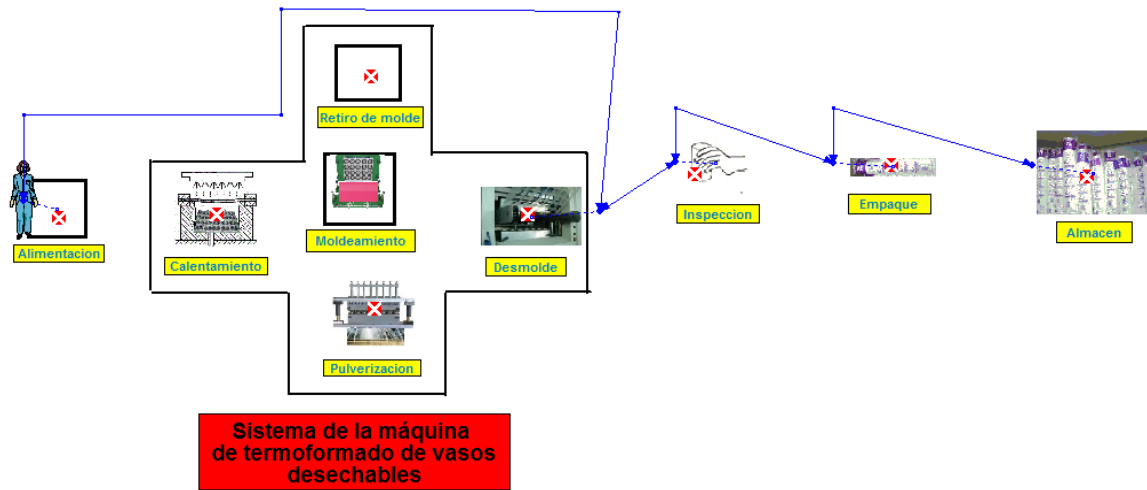 Retiro de molde
Alimentacion
Calentamiento
Moldeamiento
Desmolde
Inspeccion
Empaque
Almacen
Pulverizacion
Sistema de la máquina
de termoformado de vasos
desechables